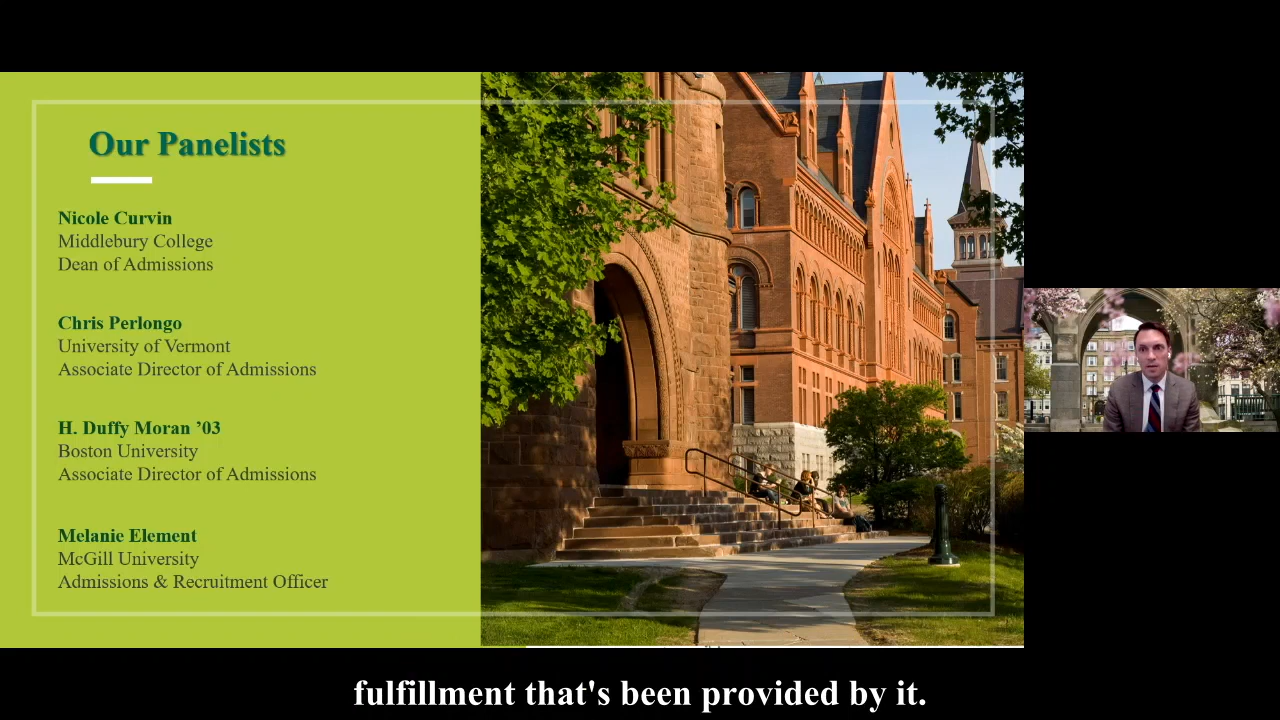 Our Panelists
Nicole Curvin
Middlebury College
Dean of Admissions
Chris Perlongo
University of Vermont
Associate Director of Admissions
H. Duffy Moran ’03
Boston University
Associate Director of Admissions
Melanie Element
McGill University
Admissions & Recruitment Officer
fulfillment that's been provided by it.